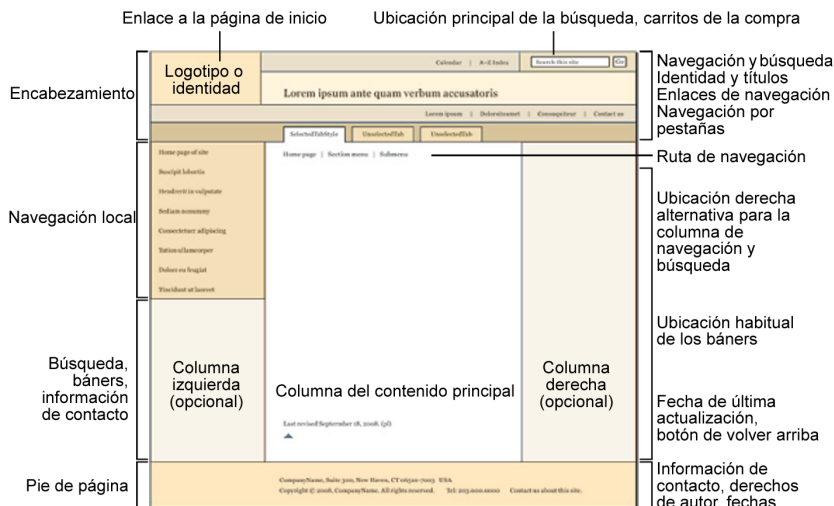 Enlace a la página de inicio
Ubicación principal de la búsqueda, carritos de la compra
Encabezamiento
Logotipo o
identidad
Calendar | A–Z Index
Search this site
Go
Lorem ipsum ante quam verbum accusatoris
Lorem ipsum | Dolorsiteamet | Consequiteur | Contact us
SelectedTabStyle
UnselectedTab
UnselectedTab
Navegación y búsqueda
Identidad y títulos
Enlaces de navegación
Navegación por
pestañas
Navegación local
Home page of site
Suscipit lobortis
Hendrerit in vulputate
Sed iam nonummy
Consectetuer adipiscing
Tation ullamcorper
Dolore eu feugiat
Tincidunt ut laoreet
Home page | Section menu | Submenu
Ruta de navegación
Ubicación derecha
alternativa para la
columna de
navegación y
búsqueda
Ubicación habitual
de los báners
Búsqueda,
báners,
información
de contacto
Columna
izquierda
(opcional)
Columna del contenido principal
Last revised September 18, 2008. (pl)
Columna
derecha
(opcional)
Fecha de última
actualización,
botón de volver arriba
Pie de página
CompanyName, Suite 300, New Haven, CT 06520-7003 USA
Copyright © 2008, CompanyName. All rights reserved. Tel: 203.000.0000 Contact us about this site.
Información de
contacto, derechos
de autor, fechas